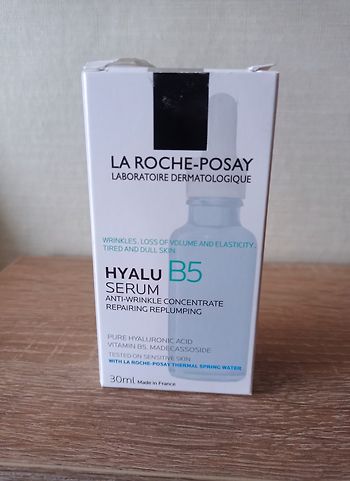 LA ROCHE-POSAY
LABORATOIRE DERMATOLOGIQUE
WRINKLES, LOSS OF VOLUME AND ELASTICITY,
TIRED AND DULL SKIN
HYALU B5
SERUM
ANTI-WRINKLE CONCENTRATE
REPAIRING REPLUMPING
PURE HYALURONIC ACID
VITAMIN B5. MADECASSOSIDE
TESTED ON SENSITIVE SKIN
WITH LA ROCHE-POSAY THERMAL SPRING WATER
30ml Made in France